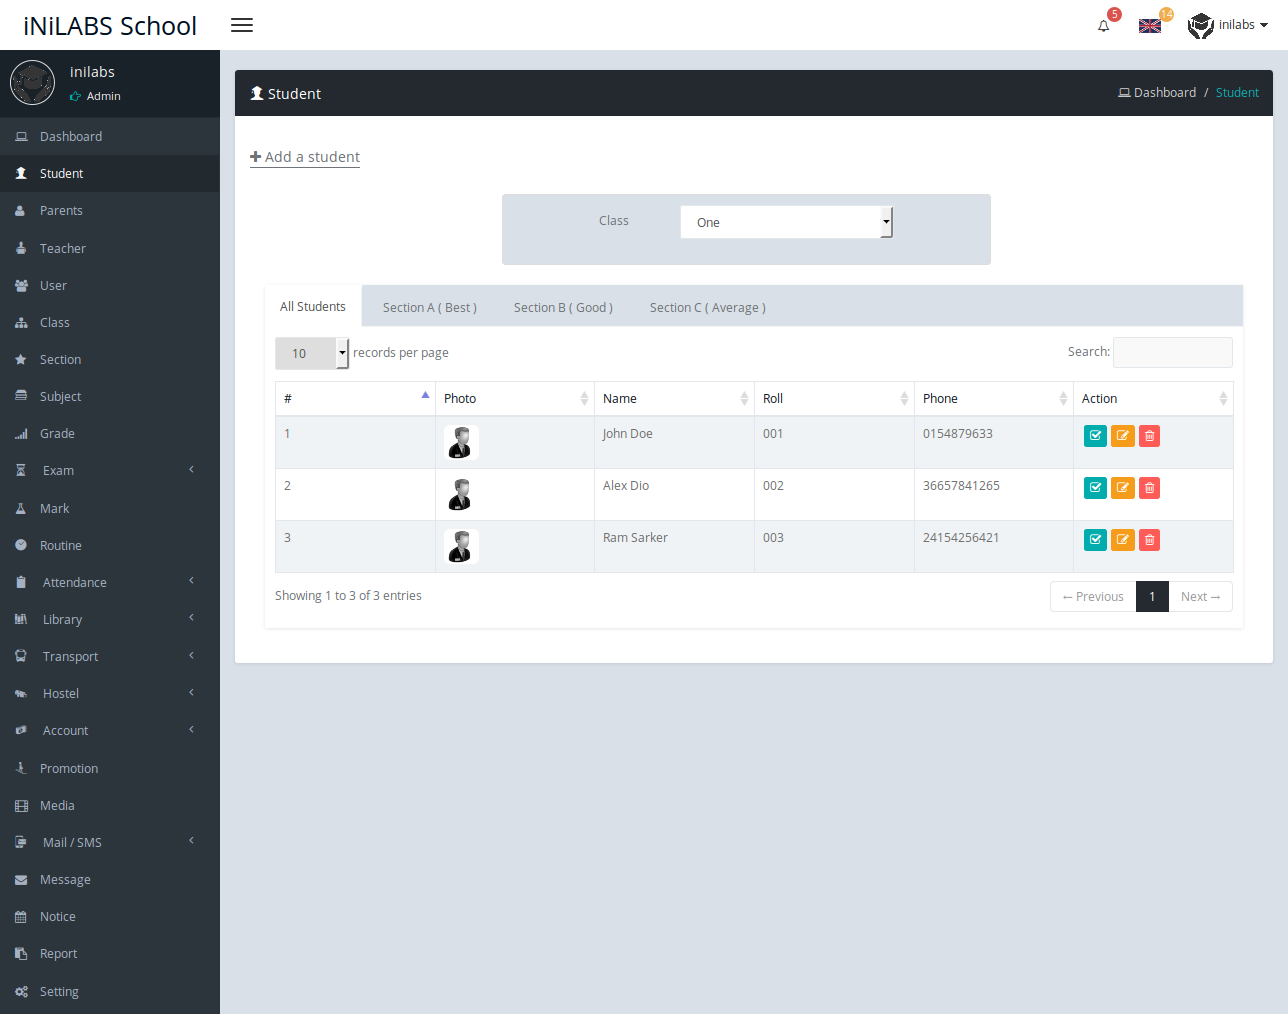 iNiLABS School
5
14
inilabs
inilabs
Admin
Dashboard
Student
Parents
Teacher
User
Class
Section
Subject
Grade
Exam
Mark
Routine
Attendance
Library
Transport
Hostel
Account
Promotion
Media
Mail / SMS
Message
Notice
Report
Setting
Student
Dashboard / Student
Add a student
Class One
All Students Section A ( Best ) Section B ( Good ) Section C ( Average )
10 records per page Search:
# Photo Name Roll Phone Action
1 John Doe 001 0154879633
2 Alex Dio 002 36657841265
3 Ram Sarker 003 24154256421
Showing 1 to 3 of 3 entries
← Previous 1 Next →